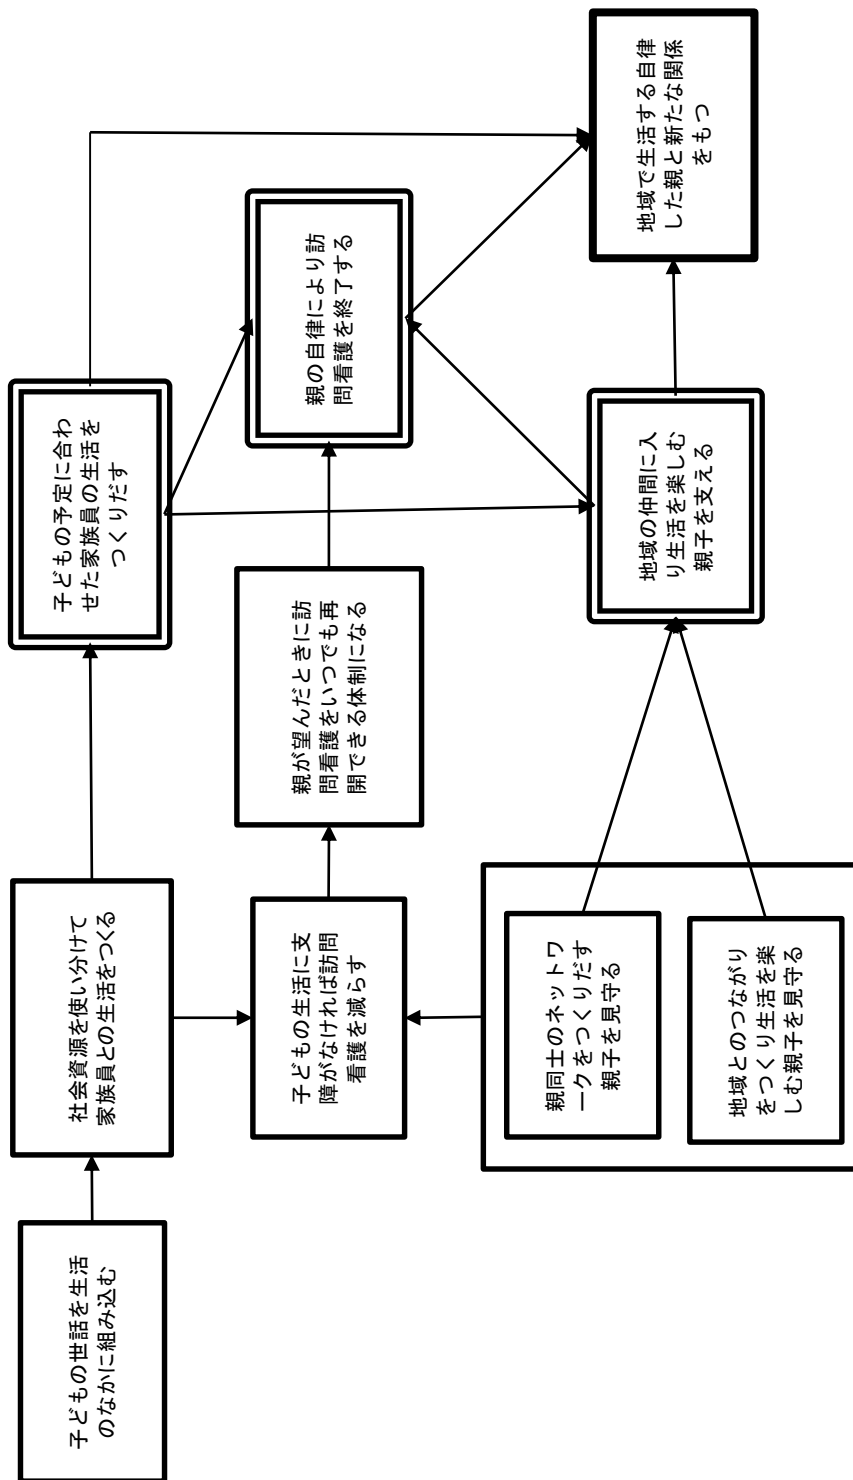 子どもの世話を生活
のなかに組み込む
社会資源を使い分けて
家族員との生活をつくる
子どもの予定に合わ
せた家族員の生活を
つくりだす
子どもの生活に支
障がなければ訪問
看護を減らす
親が望んだときに訪
問看護をいつでも再
開できる体制になる
親の自律により訪
問看護を終了する
親同士のネットワ
ークをつくりだす
親子を見守る
地域とのつながり
をつくり生活を楽
しむ親子を見守る
地域の仲間に入
り生活を楽しむ
親子を支える
地域で生活する自律
した親と新たな関係
をもつ